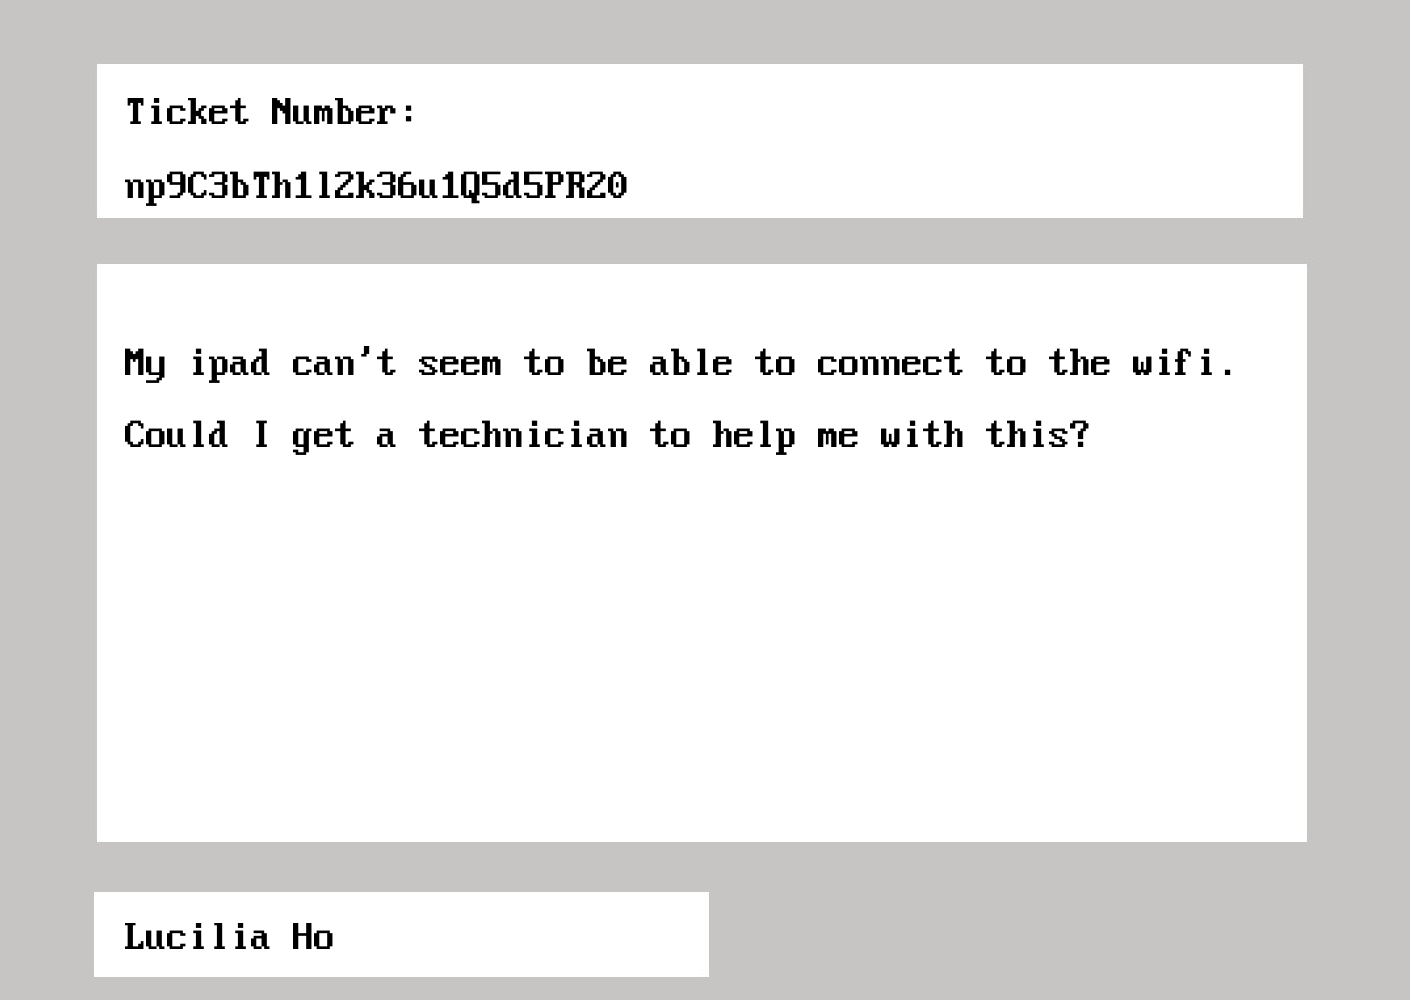 Ticket Number:
np9C3bTh1l2k36u1Q5d5PR20
My ipad can't seem to be able to connect to the wifi.
Could I get a technician to help me with this?
Lucilia Ho